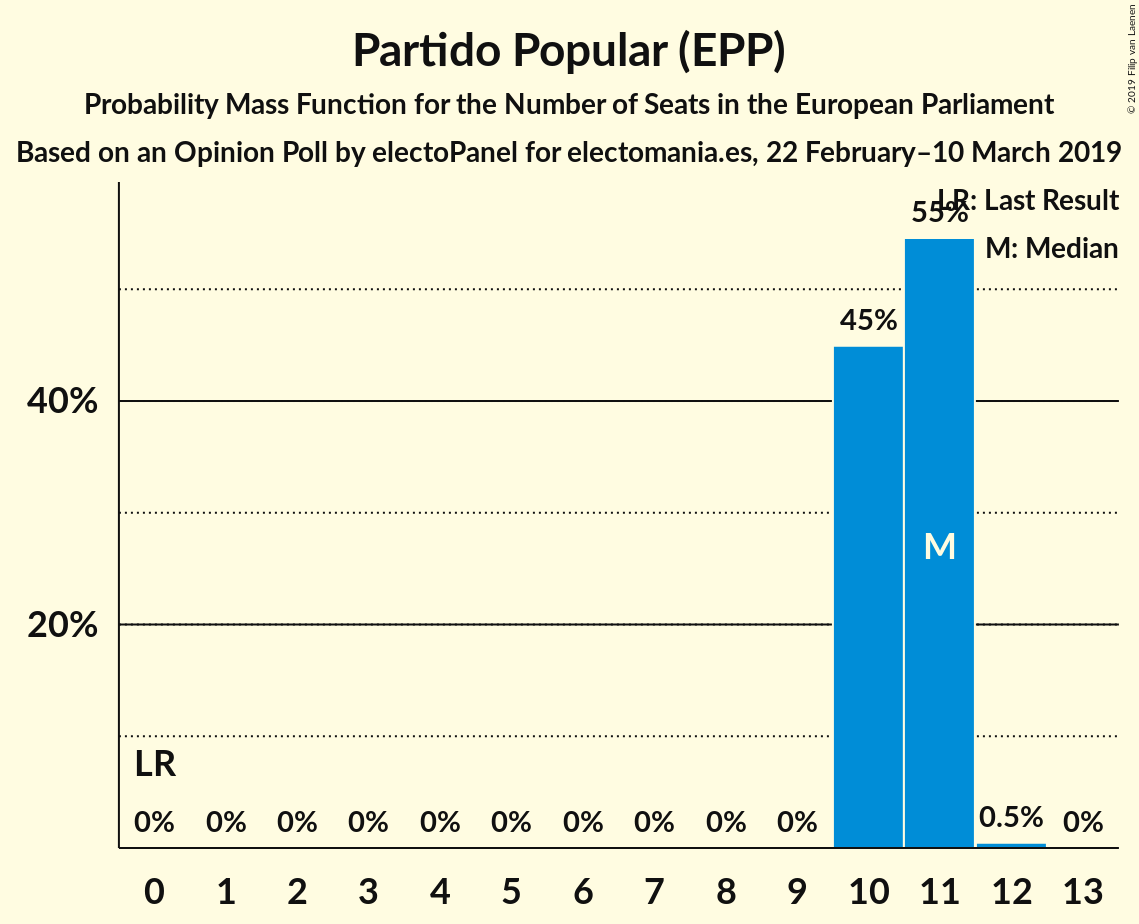 Partido Popular (EPP)
Probability Mass Function for the Number of Seats in the European Parliament
Based on an Opinion Poll by electoPanel for electomania.es, 22 February–10 March 2019
© 2019 Filip van Laenen
LR: Last Result
M: Median
55%
45%
40%
M
20%
LR
0% 0% 0% 0% 0% 0% 0% 0% 0% 0% 0.5% 0%
0 1 2 3 4 5 6 7 8 9 10 11 12 13